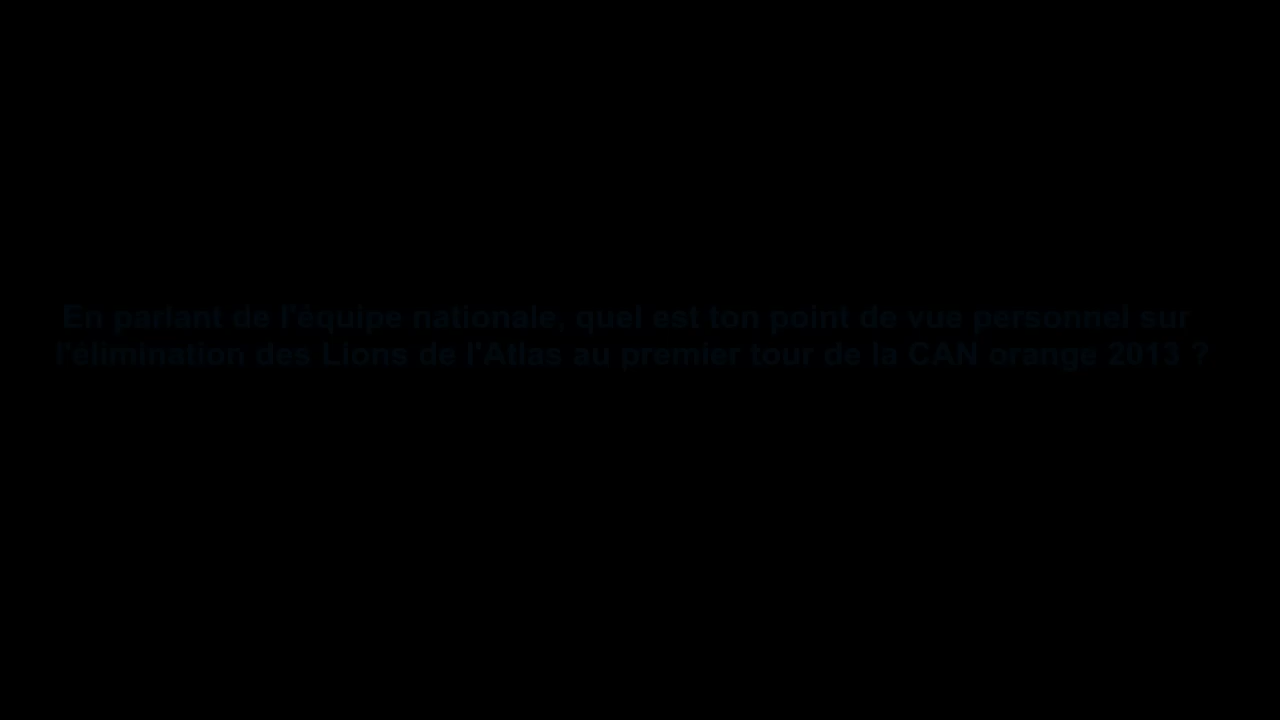 En parlant de l'équipe nationale, quel est ton point de vue personnel sur
l'élimination des Lions de l'Atlas au premier tour de la CAN orange 2013 ?